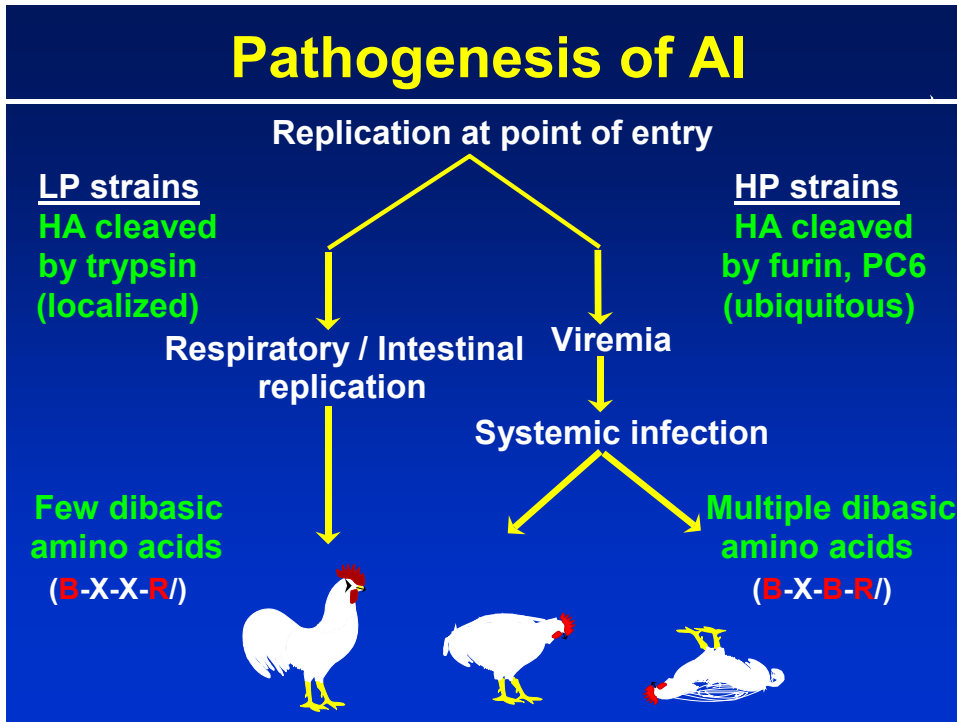 Pathogenesis of AI
Replication at point of entry
LP strains
HA cleaved
by trypsin
(localized)
HP strains
HA cleaved
by furin, PC6
(ubiquitous)
Respiratory / Intestinal
replication
Viremia
Systemic infection
Few dibasic
amino acids
(B-X-X-R/)
Multiple dibasic
amino acids
(B-X-B-R/)